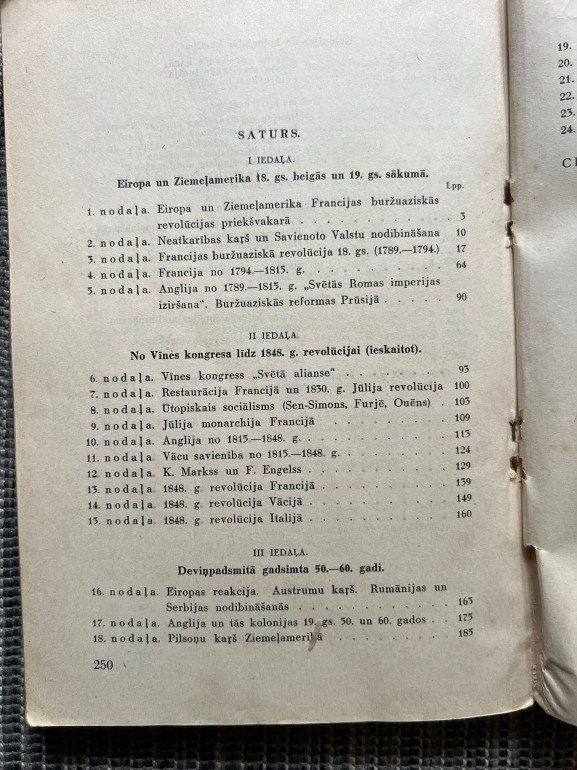 SATURS.
I IEDAĻA.
Eiropa un Ziemeļamerika 18. gs. beigās un 19. gs. sākumā.
Lpp.
1. nodaļa. Eiropa un Ziemeļamerika Francijas buržuaziskās
revolūcijas priekšvakarā . . . . . . . . . . . 3
2. nodaļa. Neatkarības kaŗš un Savienoto Valstu nodibināšana 10
3. nodaļa. Francijas buržuaziskā revolūcija 18. gs. (1789.—1794.) 17
4. nodaļa. Francija no 1794.—1815. g. . . . . . . . . . . 64
5. nodaļa. Anglija no 1789.—1815. g. „Svētās Romas imperijas
iziršana“. Buržuaziskās reformas Prūsijā . . . . . 90
II IEDAĻA.
No Vīnes kongresa līdz 1848. g. revolūcijai (ieskaitot).
6. nodaļa. Vīnes kongress „Svētā alianse“ . . . . . . . . 93
7. nodaļa. Restaurācija Francijā un 1830. g. Jūlija revolūcija 100
8. nodaļa. Ūtopiskais sociālisms (Sen-Simons, Furjē, Ouēns) . 103
9. nodaļa. Jūlija monarchija Francijā . . . . . . . . . 109
10. nodaļa. Anglija no 1815.—1848. g. . . . . . . . . . . 113
11. nodaļa. Vācu savienība no 1815.—1848. g. . . . . . . . 124
12. nodaļa. K. Markss un F. Engelss . . . . . . . . . . 129
13. nodaļa. 1848. g. revolūcija Francijā . . . . . . . . . 139
14. nodaļa. 1848. g. revolūcija Vācijā . . . . . . . . . . 149
15. nodaļa. 1848. g. revolūcija Italijā . . . . . . . . . . 160
III IEDAĻA.
Deviņpadsmitā gadsimta 50.—60. gadi.
16. nodaļa. Eiropas reakcija. Austrumu kaŗš. Rumānijas un
Serbijas nodibināšanās . . . . . . . . . . . . 165
17. nodaļa. Anglija un tās kolonijas 19. gs. 50. un 60. gados . . 175
18. nodaļa. Pilsoņu kaŗš Ziemeļamerikā . . . . . . . . . 185
250
19.
20.
21.
22.
23.
24.